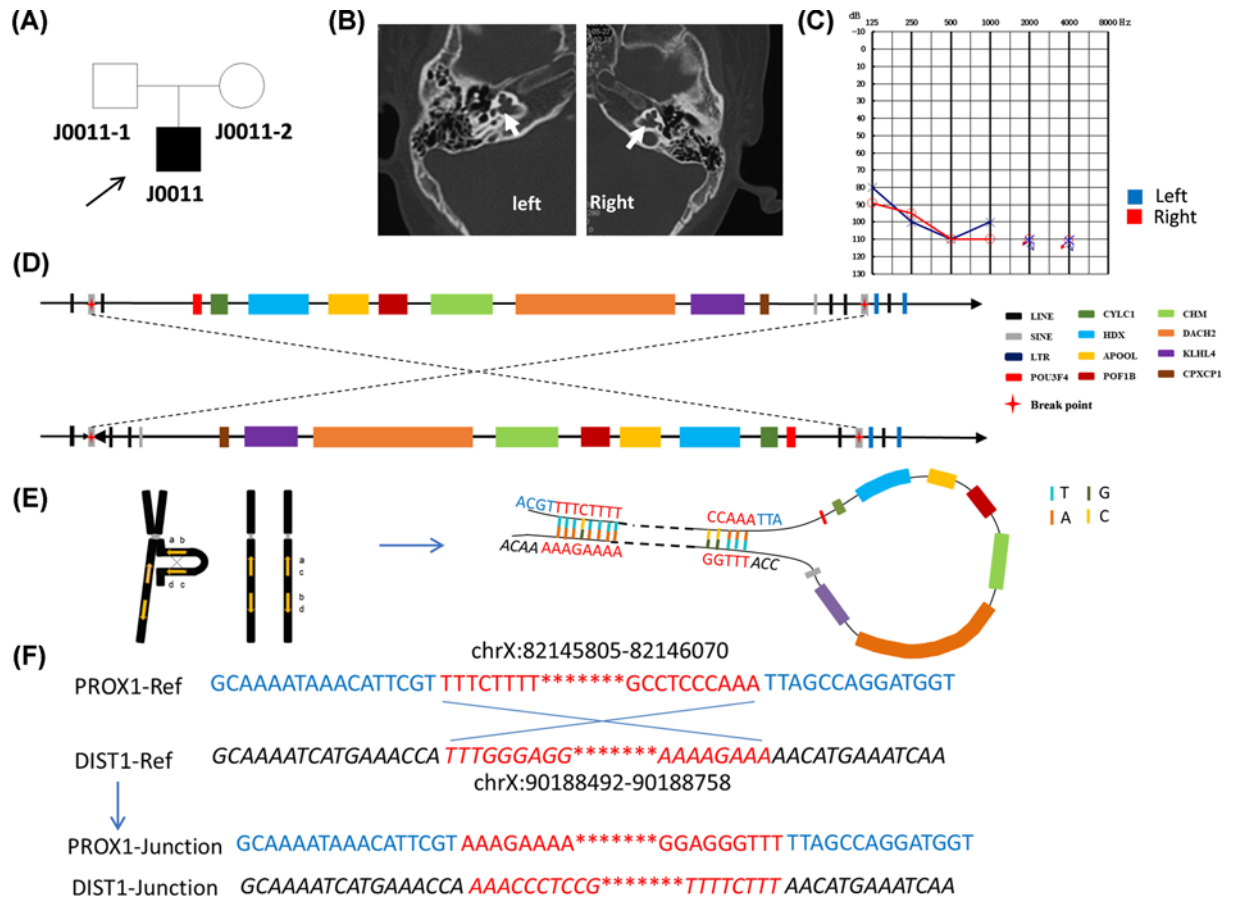 (A)
J0011-1
J0011-2
J0011
(B)
left
Right
(C)
dB
125 250 500 1000 2000 4000 8000 Hz
-10
0
10
20
30
40
50
60
70
80
90
100
110
120
130
Left
Right
(D)
LINE CYLC1 CHM
SINE HDX DACH2
LTR APOOL KLHL4
POU3F4 POF1B CPXCP1
Break point
(E)
a b
d c
a
c
b
d
ACGTTTTCTTTT
CCAAATTA
ACAA AAAGAAAA
GGTTTACC
T G
A C
(F)
chrX:82145805-82146070
PROX1-Ref GCAAAATAAACATTCGT TTTCTTTT*******GCCTCCCAAA TTAGCCAGGATGGT
DIST1-Ref GCAAAATCATGAAACCA TTTGGGAGG*******AAAAGAAA AACATGAAATCAA
chrX:90188492-90188758
PROX1-Junction GCAAAATAAACATTCGT AAAGAAAA*******GGAGGGTTT TTAGCCAGGATGGT
DIST1-Junction GCAAAATCATGAAACCA AAACCCTCCG*******TTTTCTTT AACATGAAATCAA